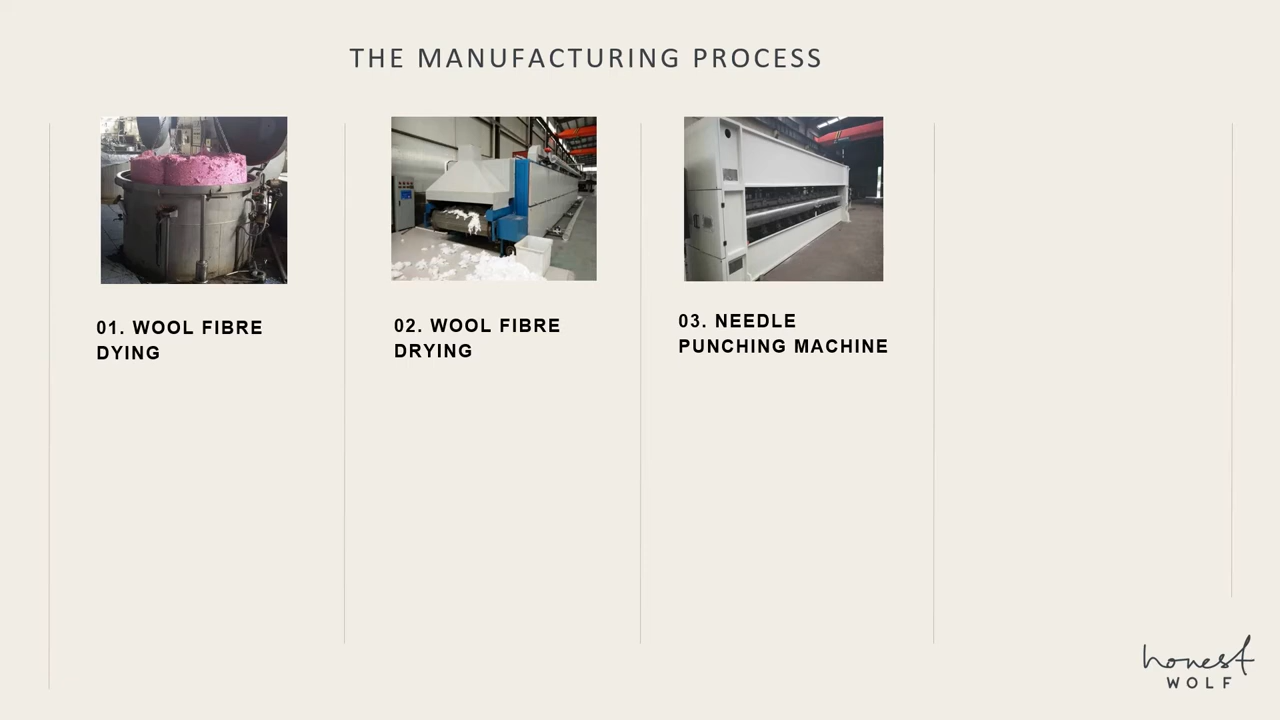 THE MANUFACTURING PROCESS
01. WOOL FIBRE
DYING
02. WOOL FIBRE
DRYING
03. NEEDLE
PUNCHING MACHINE
honest
WOLF